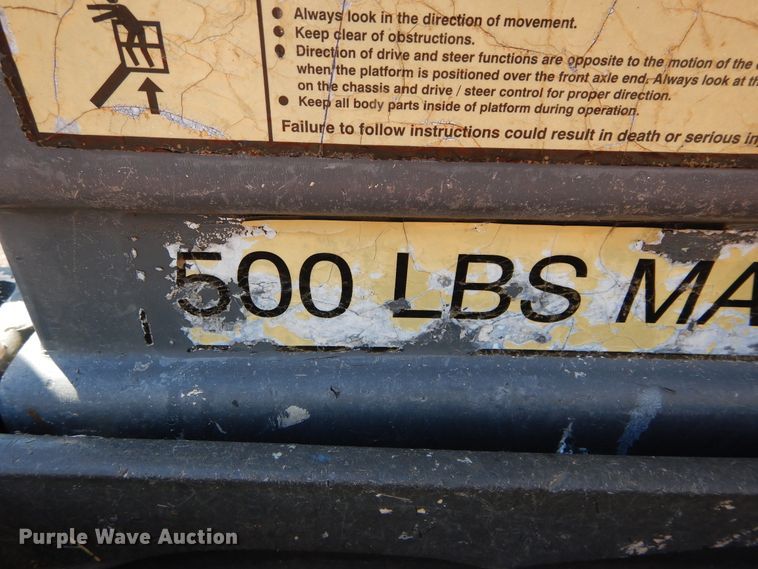 Always look in the direction of movement.
Keep clear of obstructions.
Direction of drive and steer functions are opposite to the motion of the
when the platform is positioned over the front axle end. Always look at
on the chassis and drive / steer control for proper direction.
Keep all body parts inside of platform during operation.
Failure to follow instructions could result in death or serious
500 LBS
Purple Wave Auction